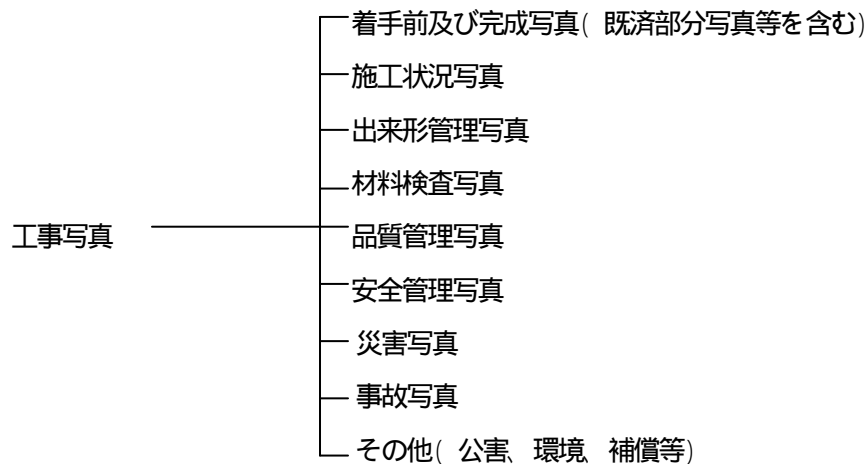 着手前及び完成写真(既済部分写真等を含む)
施工状況写真
出来形管理写真
材料検査写真
工事写真
品質管理写真
安全管理写真
災害写真
事故写真
その他(公害、環境、補償等)